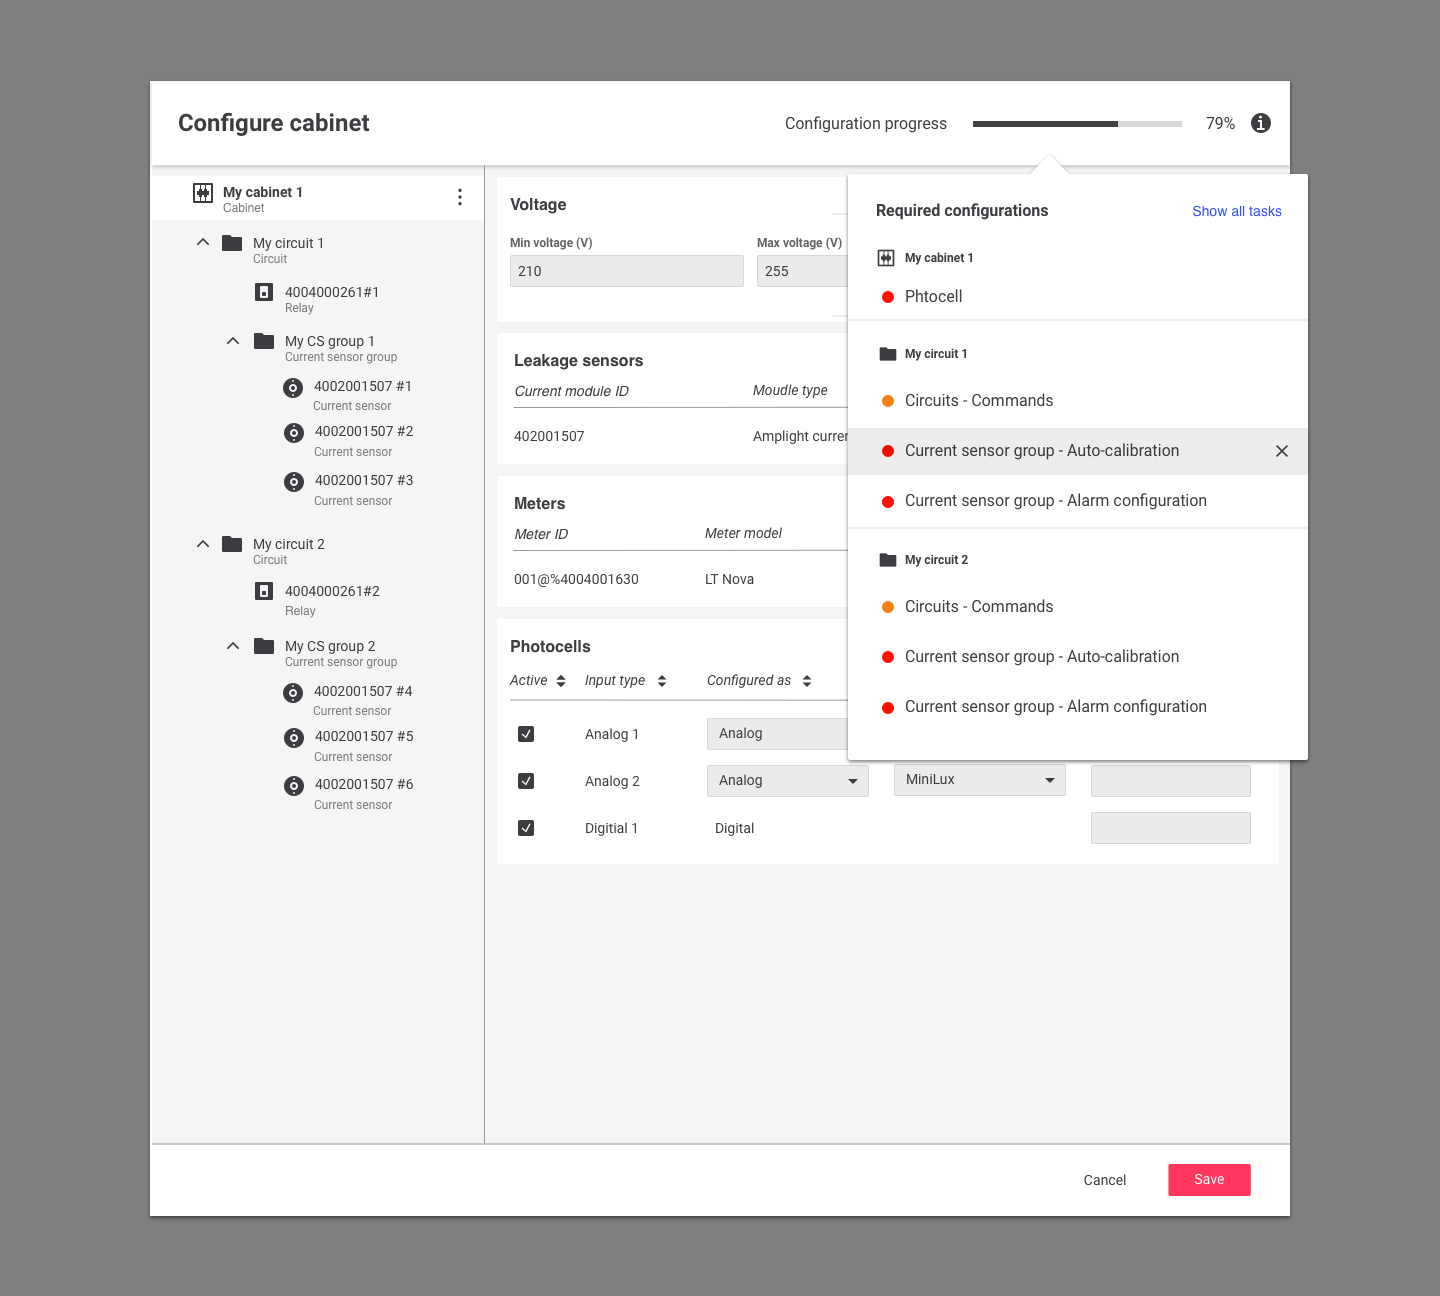 Configure cabinet
Configuration progress
79%
My cabinet 1
Cabinet
My circuit 1
Circuit
4004000261#1
Relay
My CS group 1
Current sensor group
4002001507 #1
Current sensor
4002001507 #2
Current sensor
4002001507 #3
Current sensor
My circuit 2
Circuit
4004000261#2
Relay
My CS group 2
Current sensor group
4002001507 #4
Current sensor
4002001507 #5
Current sensor
4002001507 #6
Current sensor
Voltage
Min voltage (V)
Max voltage (V)
210
255
Leakage sensors
Current module ID
Moudle type
402001507
Amplight curren
Meters
Meter ID
Meter model
001@%4004001630
LT Nova
Photocells
Active
Input type
Configured as
Analog 1
Analog
Analog 2
Analog
MiniLux
Digitial 1
Digital
Required configurations
Show all tasks
My cabinet 1
Phtocell
My circuit 1
Circuits - Commands
Current sensor group - Auto-calibration
Current sensor group - Alarm configuration
My circuit 2
Circuits - Commands
Current sensor group - Auto-calibration
Current sensor group - Alarm configuration
Cancel
Save